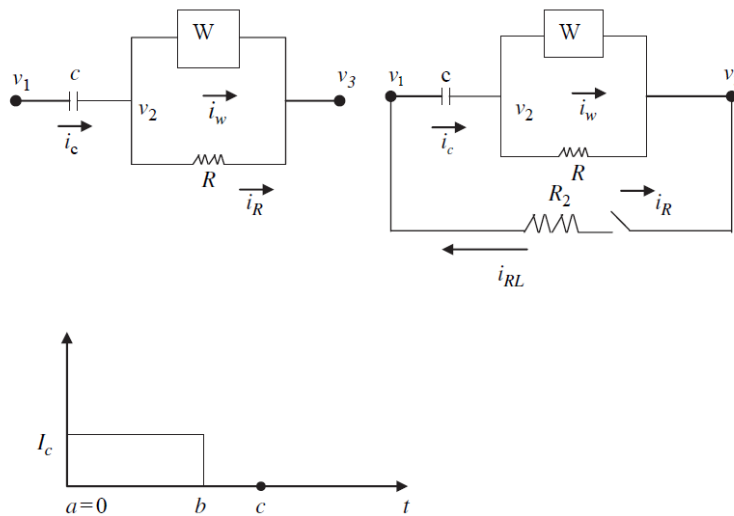 W
v1 c v2 v3
ic iw
R
iR
W
v1 c v2 v
ic iw
R
R2 iR
iRL
Ic
a=0 b c t